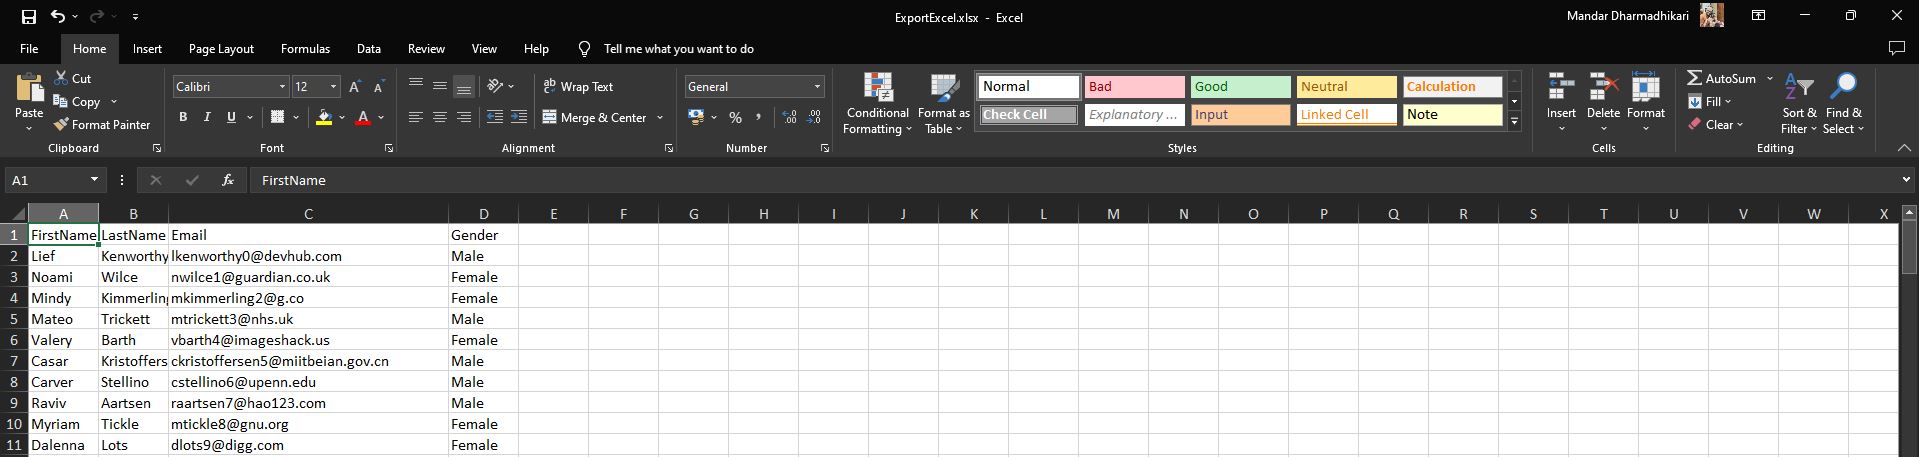 ExportExcel.xlsx - Excel
Mandar Dharmadhikari
File Home Insert Page Layout Formulas Data Review View Help Tell me what you want to do
Paste
Cut
Copy
Format Painter
Clipboard
Calibri 12
B I U A
Font
Wrap Text
Merge & Center
Alignment
General
% ,
Number
Conditional Formatting
Format as Table
Normal Bad Good Neutral Calculation
Check Cell Explanatory ... Input Linked Cell Note
Styles
Insert Delete Format
Cells
AutoSum
Fill
Clear
Sort & Filter
Find & Select
Editing
A1 fx FirstName
A B C D E F G H I J K L M N O P Q R S T U V W X
1 FirstName LastName Email Gender
2 Lief Kenworthy lkenworthy0@devhub.com Male
3 Noami Wilce nwilce1@guardian.co.uk Female
4 Mindy Kimmerling mkimmerling2@g.co Female
5 Mateo Trickett mtrickett3@nhs.uk Male
6 Valery Barth vbarth4@imageshack.us Female
7 Casar Kristoffers ckristoffersen5@miitbeian.gov.cn Male
8 Carver Stellino cstellino6@upenn.edu Male
9 Raviv Aartsen raartsen7@hao123.com Male
10 Myriam Tickle mtickle8@gnu.org Female
11 Dalenna Lots dlots9@digg.com Female